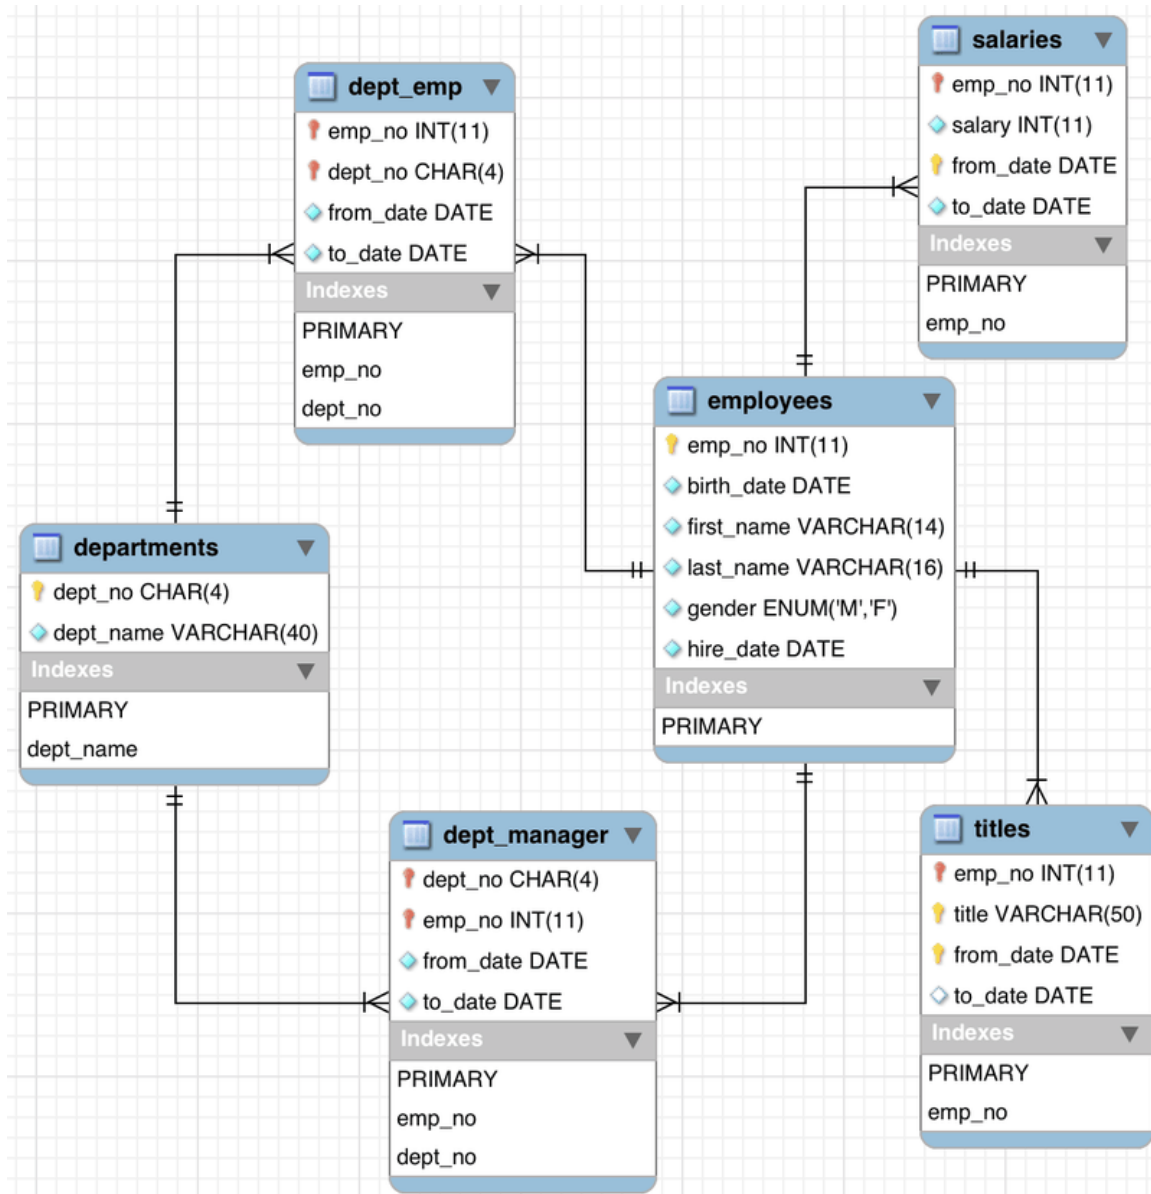 dept_emp
emp_no INT(11)
dept_no CHAR(4)
from_date DATE
to_date DATE
Indexes
PRIMARY
emp_no
dept_no
salaries
emp_no INT(11)
salary INT(11)
from_date DATE
to_date DATE
Indexes
PRIMARY
emp_no
departments
dept_no CHAR(4)
dept_name VARCHAR(40)
Indexes
PRIMARY
dept_name
employees
emp_no INT(11)
birth_date DATE
first_name VARCHAR(14)
last_name VARCHAR(16)
gender ENUM('M','F')
hire_date DATE
Indexes
PRIMARY
dept_manager
dept_no CHAR(4)
emp_no INT(11)
from_date DATE
to_date DATE
Indexes
PRIMARY
emp_no
dept_no
titles
emp_no INT(11)
title VARCHAR(50)
from_date DATE
to_date DATE
Indexes
PRIMARY
emp_no